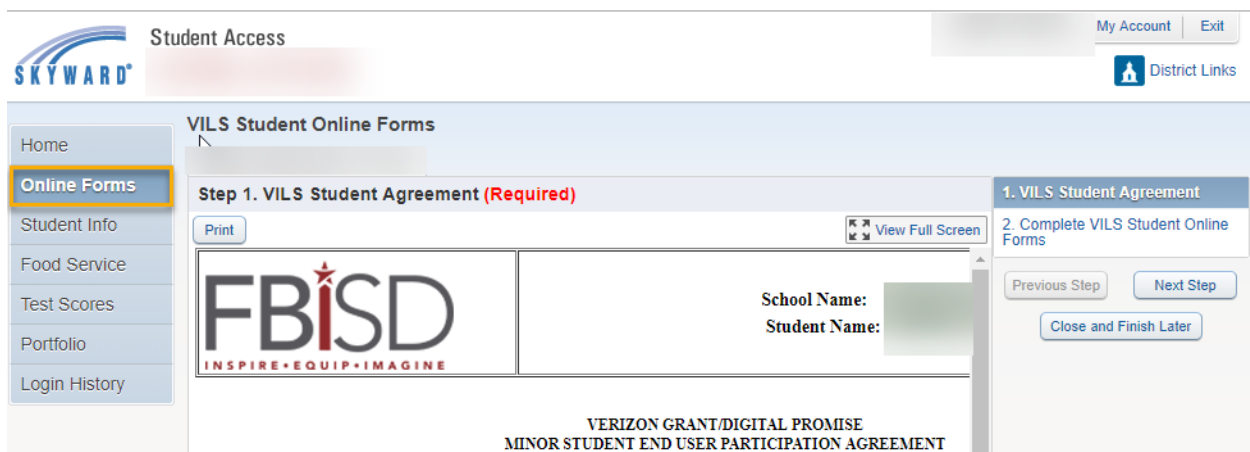 My Account | Exit
Student Access
SKYWARD®
District Links
VILS Student Online Forms
Home
Online Forms
Student Info
Food Service
Test Scores
Portfolio
Login History
Step 1. VILS Student Agreement (Required)
Print
View Full Screen
FBISD
INSPIRE•EQUIP•IMAGINE
School Name:
Student Name:
VERIZON GRANT/DIGITAL PROMISE
MINOR STUDENT END USER PARTICIPATION AGREEMENT
1. VILS Student Agreement
2. Complete VILS Student Online
Forms
Previous Step
Next Step
Close and Finish Later